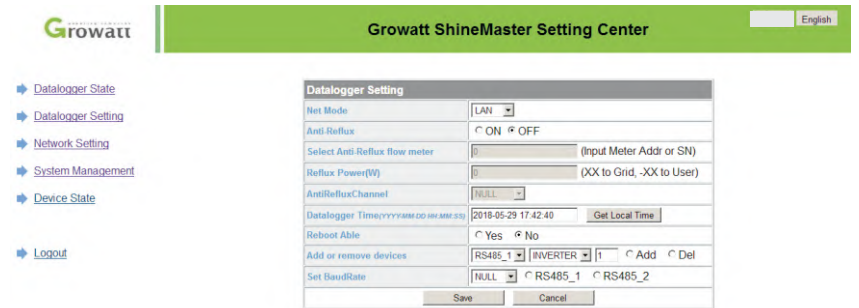 Growatt
Growatt ShineMaster Setting Center
English
Datalogger State
Datalogger Setting
Network Setting
System Management
Device State
Logout
Datalogger Setting
Net Mode LAN
Anti-Reflux ON OFF
Select Anti-Reflux flow meter 0 (Input Meter Addr or SN)
Reflux Power(W) 0 (XX to Grid, -XX to User)
AntiRefluxChannel NULL
Datalogger Time(YYYY-MM-DD HH:MM:SS) 2018-05-29 17:42:40 Get Local Time
Reboot Able Yes No
Add or remove devices RS485_1 INVERTER 1 Add Del
Set BaudRate NULL RS485_1 RS485_2
Save Cancel